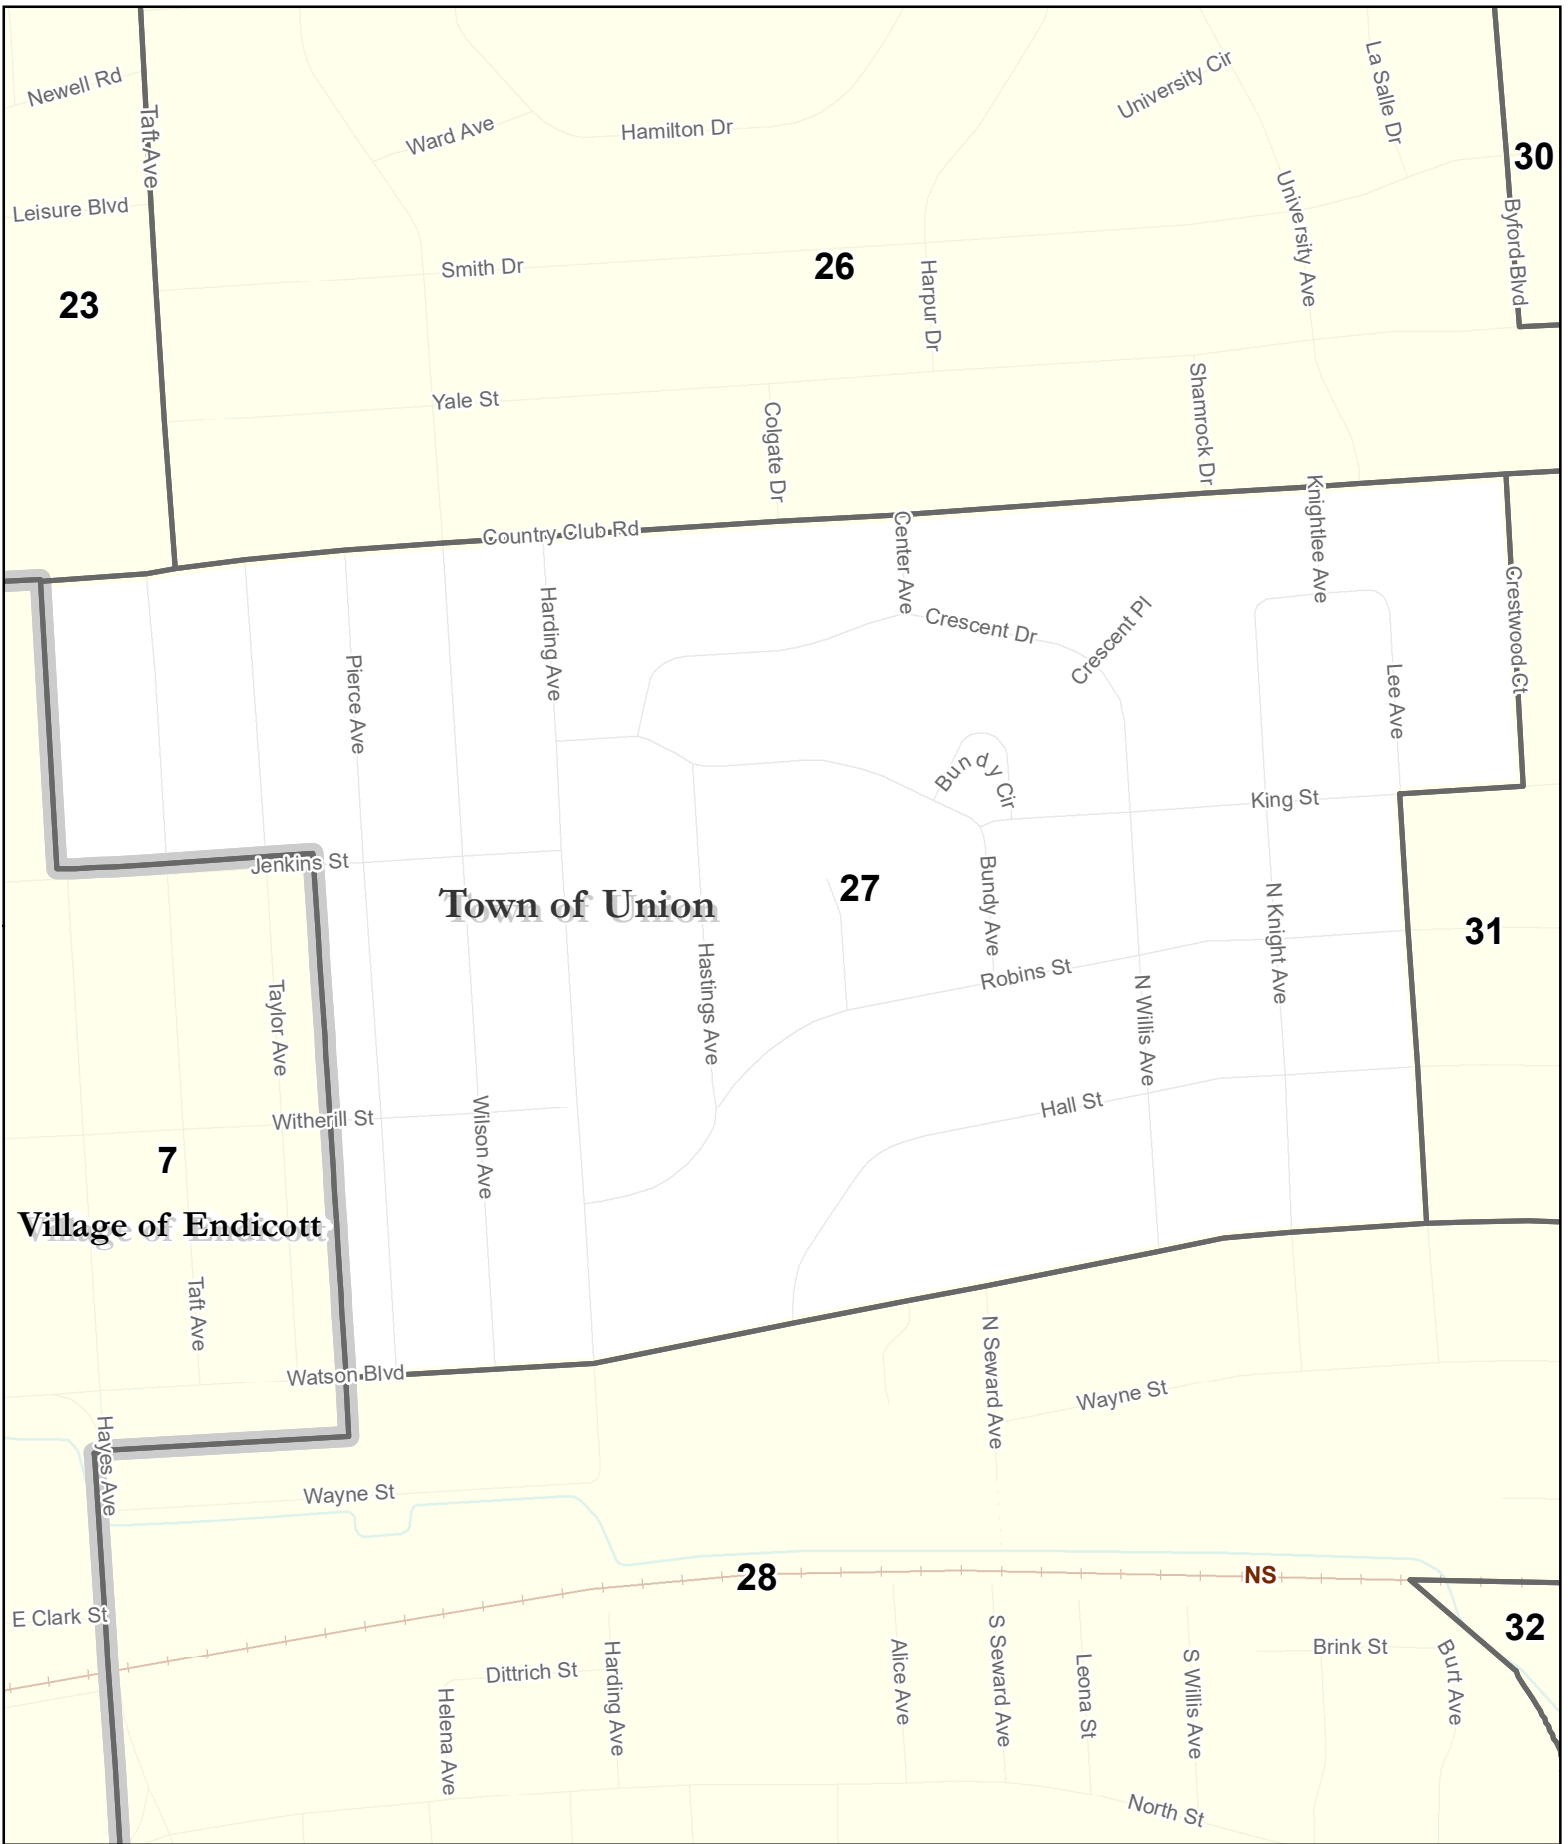 Newell Rd
Taft Ave
Ward Ave
Hamilton Dr
University Cir
La Salle Dr
30
Leisure Blvd
Smith Dr
26
Harpur Dr
University Ave
Byford Blvd
23
Yale St
Colgate Dr
Shamrock Dr
Country Club Rd
Center Ave
Knightlee Ave
Harding Ave
Crescent Dr
Crescent Pl
Crestwood Ct
Pierce Ave
Lee Ave
Bundy Cir
King St
Jenkins St
Town of Union
27
Bundy Ave
N Knight Ave
31
Hastings Ave
Robins St
Taylor Ave
N Willis Ave
Witherill St
Wilson Ave
Hall St
7
Village of Endicott
Taft Ave
Watson Blvd
N Seward Ave
Wayne St
Hayes Ave
Wayne St
28
NS
E Clark St
32
Dittrich St
Harding Ave
Alice Ave
S Seward Ave
Leona St
S Willis Ave
Brink St
Burt Ave
Helena Ave
North St